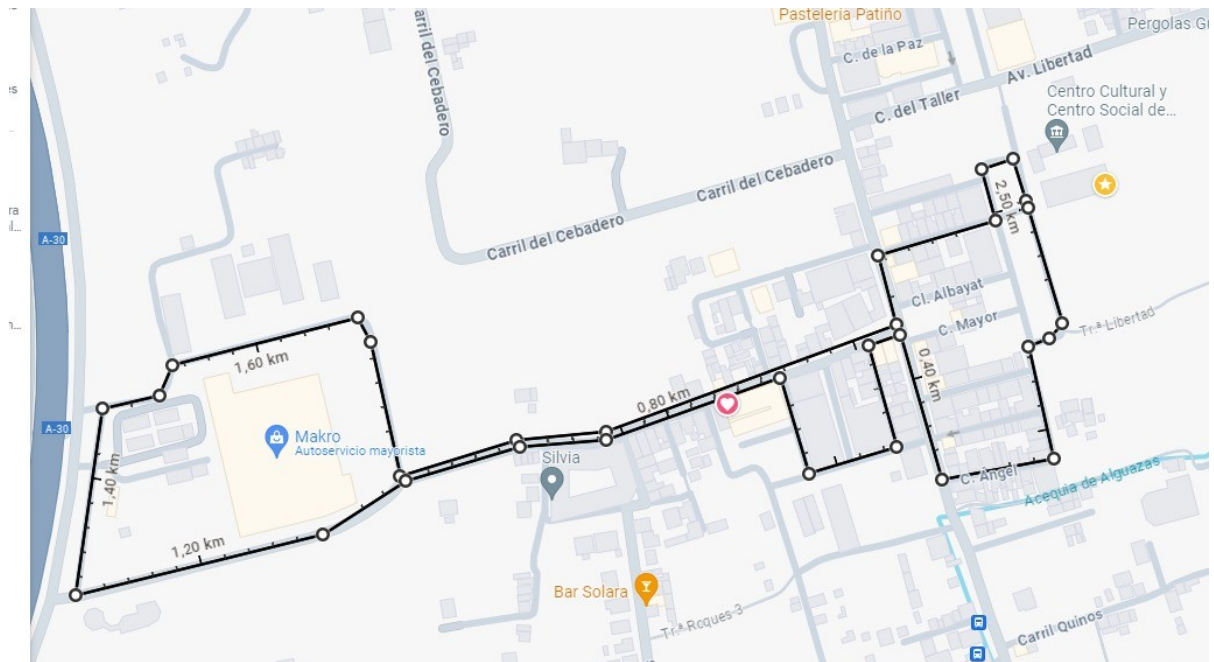 Pastelería Patiño
Pergolas Gu
C. de la Paz
Av. Libertad
Carril del Cebadero
Centro Cultural y
Centro Social de...
C. del Taller
Carril del Cebadero
es
2,50 km
ra
il...
Carril del Cebadero
A-30
Cl. Albayat
C. Mayor
Tr.ª Libertad
n...
1,60 km
0,40 km
0,80 km
A-30
Makro
Autoservicio mayorista
Silvia
C. Ángel
1,40 km
Acequia de Alguazas
1,20 km
Bar Solara
Tr.ª Roques 3
Carril Quinos